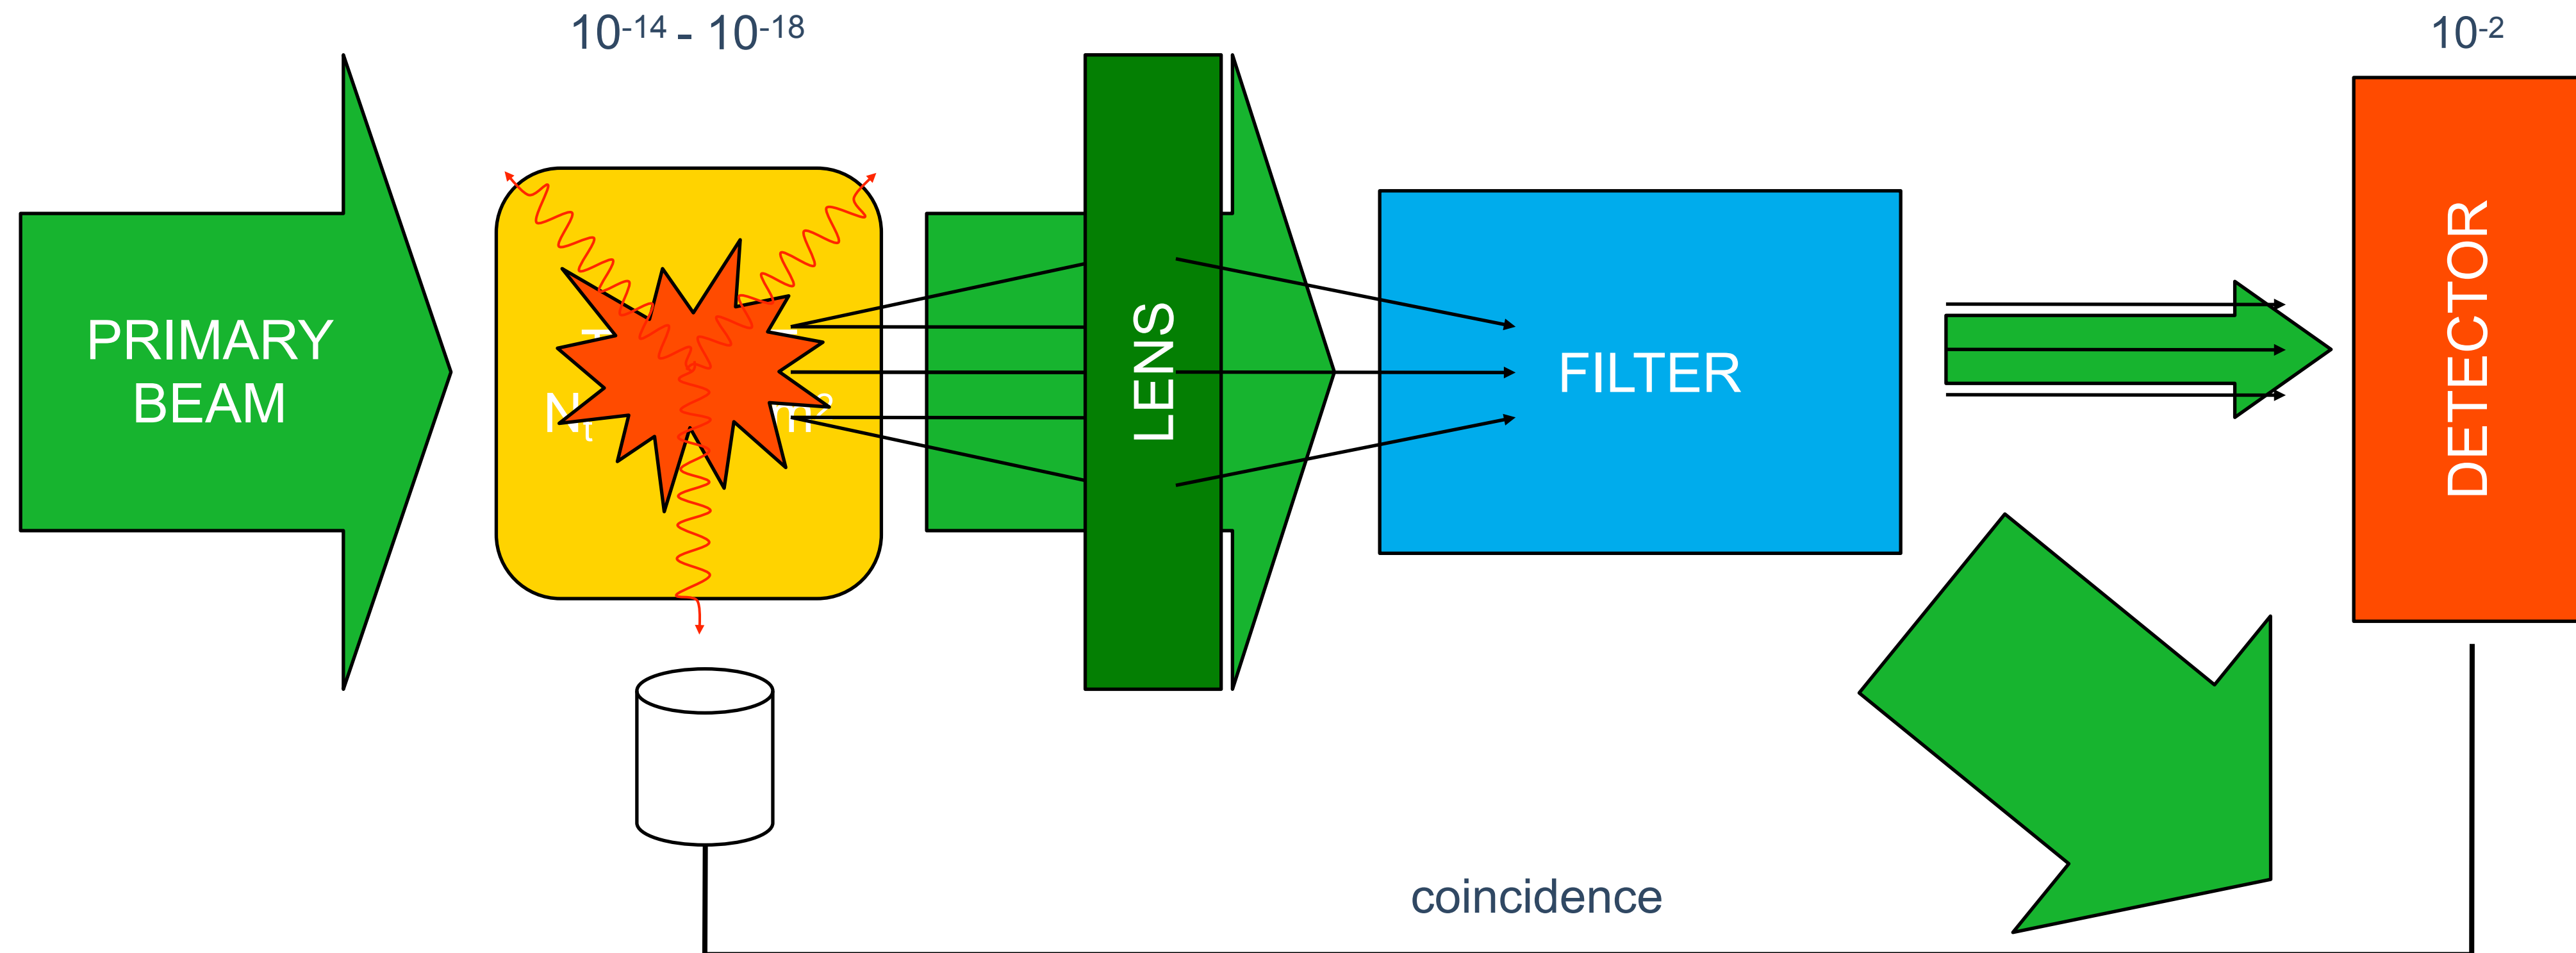 10⁻¹⁴ - 10⁻¹⁸
10⁻²
PRIMARY
BEAM
LENS
FILTER
DETECTOR
coincidence